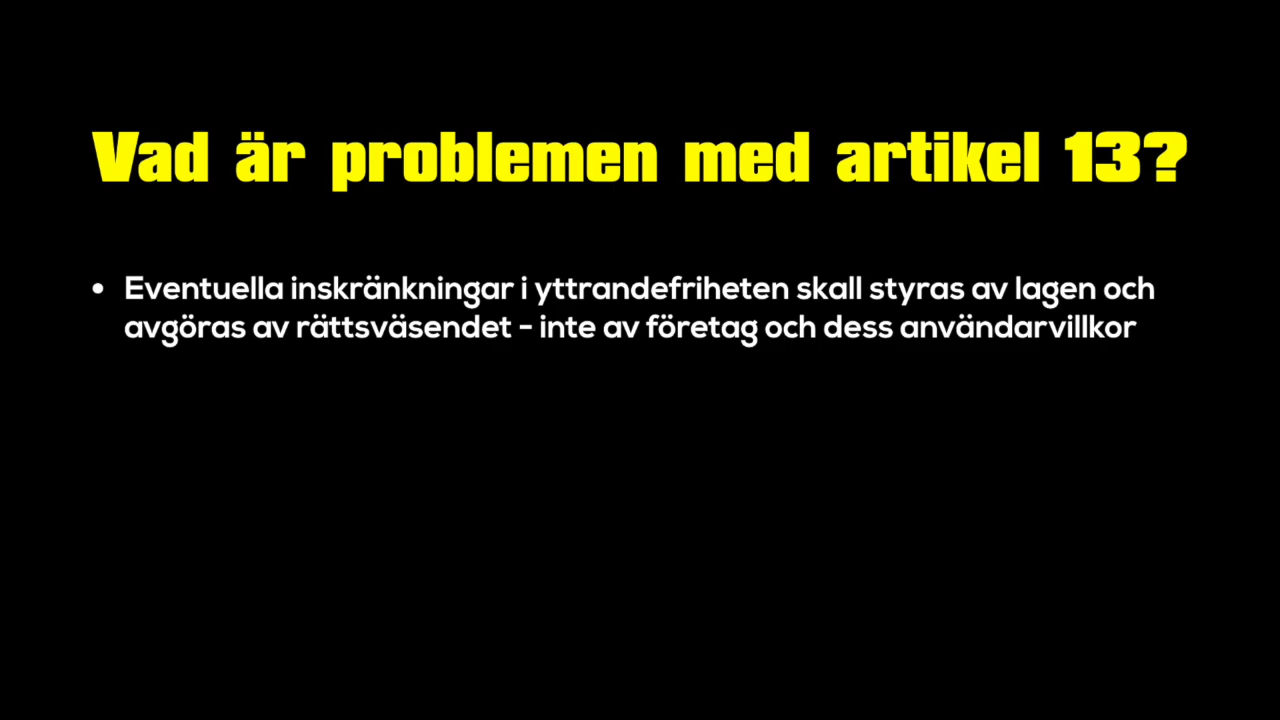 Vad är problemen med artikel 13?
• Eventuella inskränkningar i yttrandefriheten skall styras av lagen och
avgöras av rättsväsendet - inte av företag och dess användarvillkor